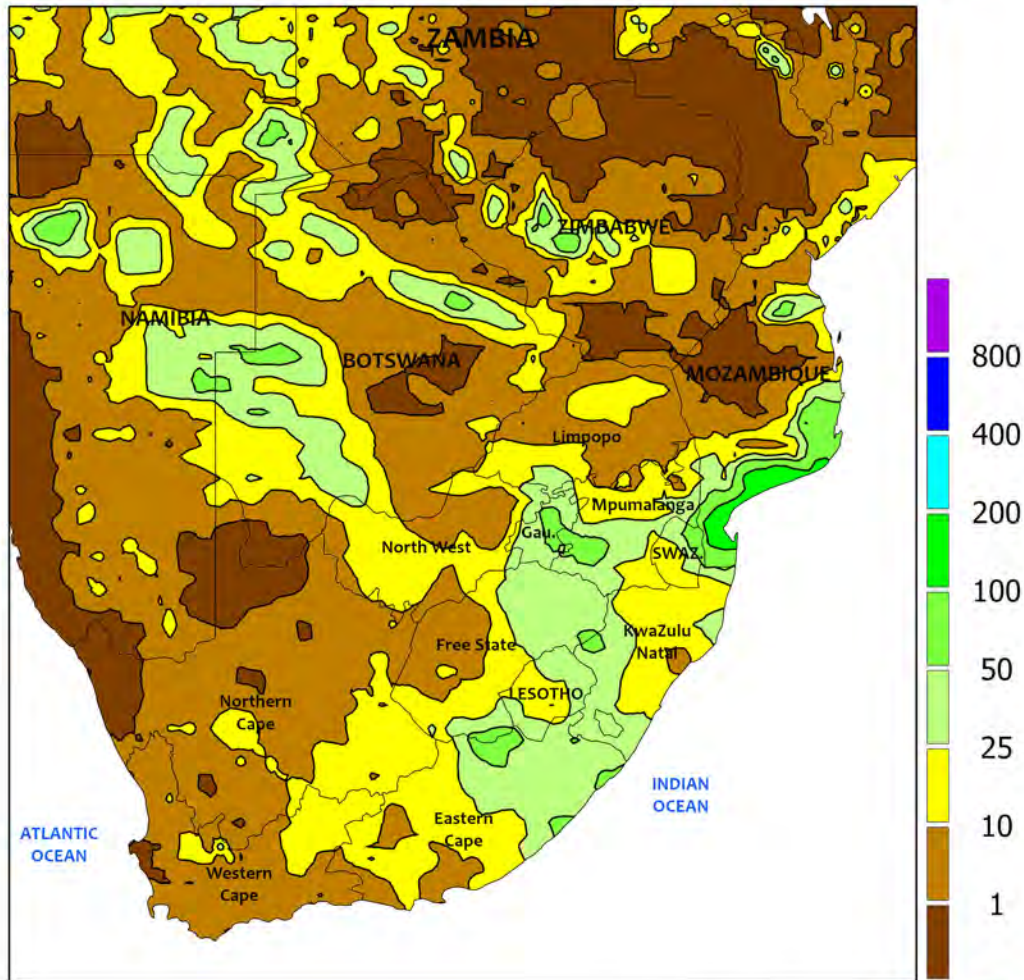 ZAMBIA
ZIMBABWE
NAMIBIA
BOTSWANA
MOZAMBIQUE
Limpopo
Mpumalanga
Gau.
North West
SWAZ.
KwaZulu
Natal
Free State
LESOTHO
Northern
Cape
INDIAN
OCEAN
Eastern
Cape
ATLANTIC
OCEAN
Western
Cape
800
400
200
100
50
25
10
1